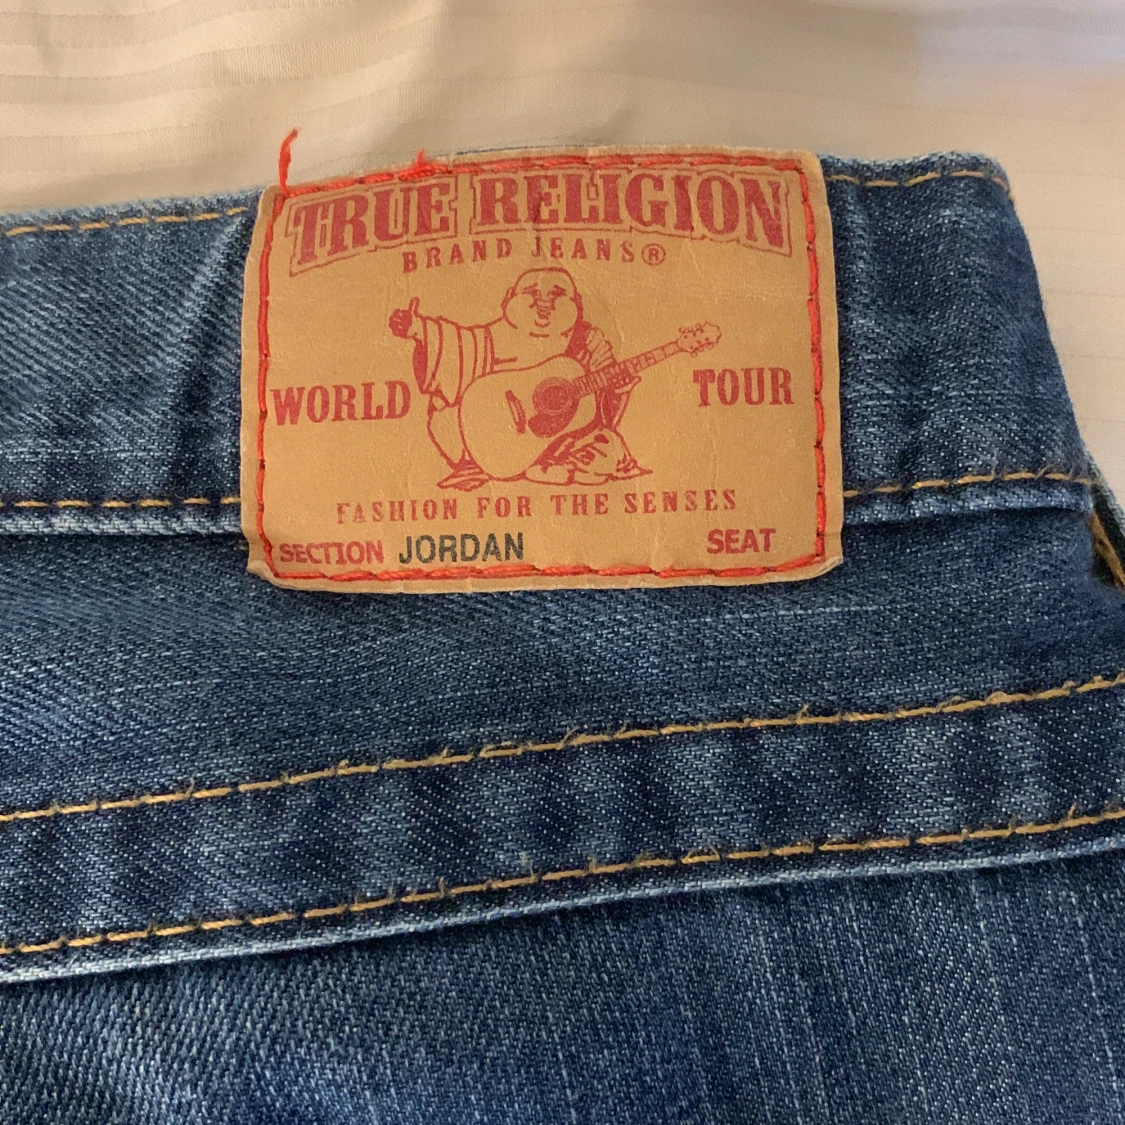 TRUE RELIGION
BRAND JEANS®
WORLD TOUR
FASHION FOR THE SENSES
SECTION JORDAN SEAT